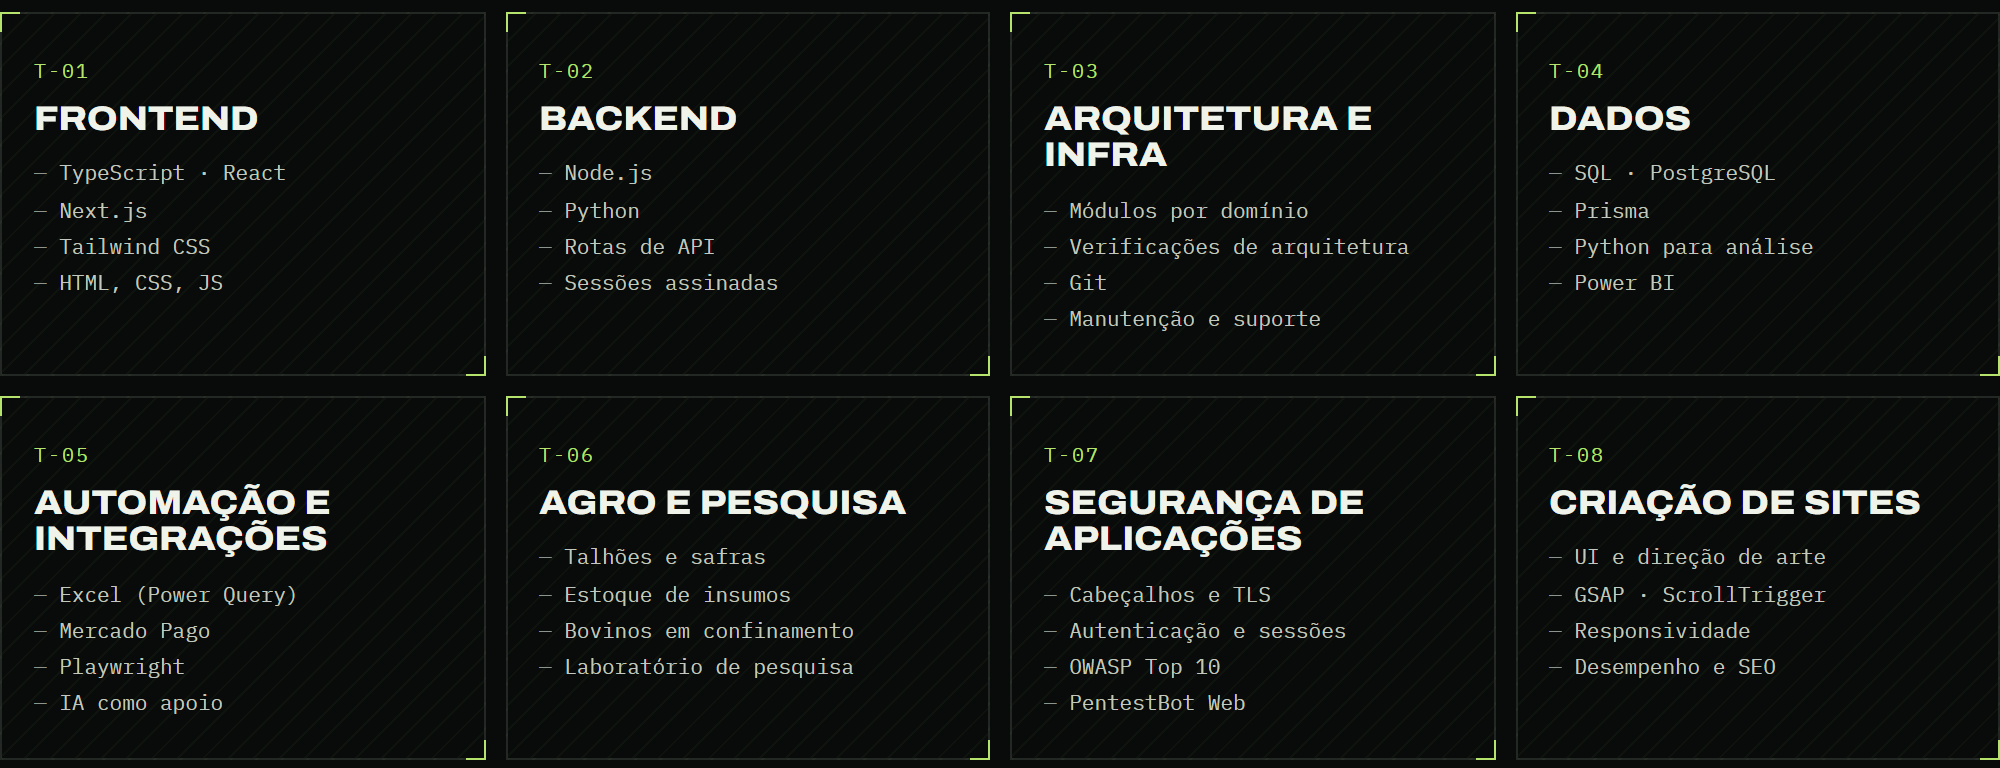 T-01
FRONTEND
— TypeScript · React
— Next.js
— Tailwind CSS
— HTML, CSS, JS
T-02
BACKEND
— Node.js
— Python
— Rotas de API
— Sessões assinadas
T-03
ARQUITETURA E
INFRA
— Módulos por domínio
— Verificações de arquitetura
— Git
— Manutenção e suporte
T-04
DADOS
— SQL · PostgreSQL
— Prisma
— Python para análise
— Power BI
T-05
AUTOMAÇÃO E
INTEGRAÇÕES
— Excel (Power Query)
— Mercado Pago
— Playwright
— IA como apoio
T-06
AGRO E PESQUISA
— Talhões e safras
— Estoque de insumos
— Bovinos em confinamento
— Laboratório de pesquisa
T-07
SEGURANÇA DE
APLICAÇÕES
— Cabeçalhos e TLS
— Autenticação e sessões
— OWASP Top 10
— PentestBot Web
T-08
CRIAÇÃO DE SITES
— UI e direção de arte
— GSAP · ScrollTrigger
— Responsividade
— Desempenho e SEO